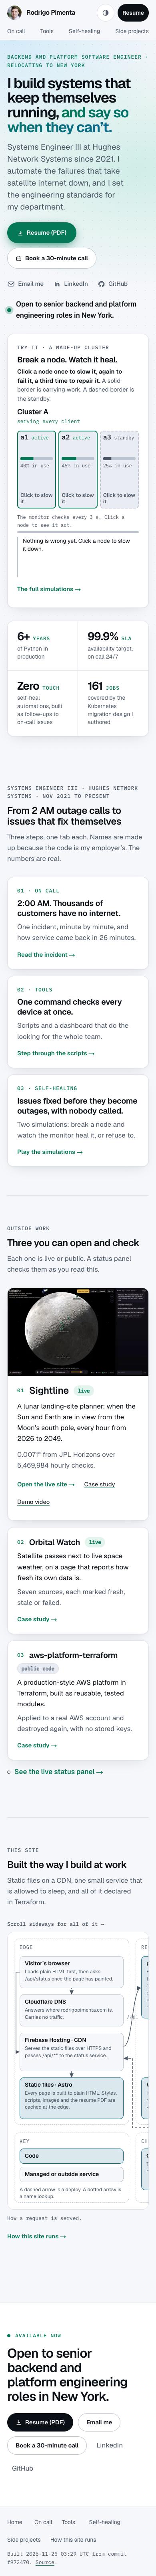 Rodrigo Pimenta
Resume
On call
Tools
Self-healing
Side projects
BACKEND AND PLATFORM SOFTWARE ENGINEER ·
RELOCATING TO NEW YORK
I build systems that
keep themselves
running, and say so
when they can't.
Systems Engineer III at Hughes
Network Systems since 2021. I
automate the failures that take
satellite internet down, and I set
the engineering standards for
my department.
Resume (PDF)
Book a 30-minute call
Email me
LinkedIn
GitHub
Open to senior backend and platform
engineering roles in New York.
TRY IT · A MADE-UP CLUSTER
Break a node. Watch it heal.
Click a node once to slow it, again to
fail it, a third time to repair it. A solid
border is carrying work. A dashed border is
the standby.
Cluster A
serving every client
a1 active
40% in use
Click to slow
it
a2 active
45% in use
Click to slow
it
a3 standby
25% in use
Click to slow
it
The monitor checks every 3 s. Click a
node to see it act.
Nothing is wrong yet. Click a node to slow
it down.
The full simulations →
6+ YEARS
of Python in
production
99.9% SLA
availability target,
on call 24/7
Zero TOUCH
self-heal
automations, built
as follow-ups to
on-call issues
161 JOBS
covered by the
Kubernetes
migration design I
authored
SYSTEMS ENGINEER III · HUGHES NETWORK
SYSTEMS · NOV 2021 TO PRESENT
From 2 AM outage calls to
issues that fix themselves
Three steps, one tab each. Names are made
up because the code is my employer's. The
numbers are real.
01 · ON CALL
2:00 AM. Thousands of
customers have no internet.
One incident, minute by minute, and
how service came back in 26 minutes.
Read the incident →
02 · TOOLS
One command checks every
device at once.
Scripts and a dashboard that do the
looking for the whole team.
Step through the scripts →
03 · SELF-HEALING
Issues fixed before they become
outages, with nobody called.
Two simulations: break a node and
watch the monitor heal it, or refuse to.
Play the simulations →
OUTSIDE WORK
Three you can open and check
Each one is live or public. A status panel
checks them as you read this.
01 Sightline live
A lunar landing-site planner: when the
Sun and Earth are in view from the
Moon's south pole, every hour from
2026 to 2049.
0.0071° from JPL Horizons over
5,469,984 hourly checks.
Open the live site →
Case study
Demo video
02 Orbital Watch live
Satellite passes next to live space
weather, on a page that reports how
fresh its own data is.
Seven sources, each marked fresh,
stale or failed.
Case study →
03 aws-platform-terraform
public code
A production-style AWS platform in
Terraform, built as reusable, tested
modules.
Applied to a real AWS account and
destroyed again, with no stored keys.
Case study →
See the live status panel →
THIS SITE
Built the way I build at work
Static files on a CDN, one small service that
is allowed to sleep, and all of it declared
in Terraform.
Scroll sideways for all of it →
EDGE
Visitor's browser
Loads plain HTML first, then asks
/api/status once the page has painted.
Cloudflare DNS
Answers where rodrigopimenta.com is.
Carries no traffic.
Firebase Hosting · CDN
Serves the static files over HTTPS and
passes /api/** to the status service.
Static files · Astro
Every page is built to plain HTML. Styles,
scripts, images and the resume PDF are
cached at the edge.
KEY
Code
Managed or outside service
A dashed arrow is a deploy. A dotted arrow is
a name lookup.
How a request is served.
How this site runs →
AVAILABLE NOW
Open to senior
backend and
platform engineering
roles in New York.
Resume (PDF)
Email me
Book a 30-minute call
LinkedIn
GitHub
Home
On call
Tools
Self-healing
Side projects
How this site runs
Built 2026-11-25 03:29 UTC from commit
f972470. Source.